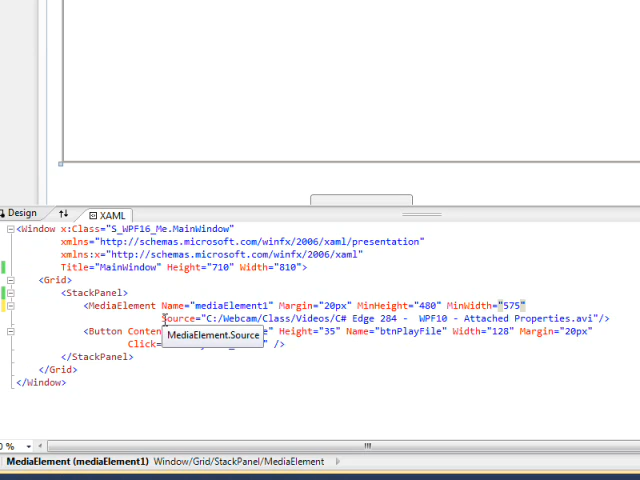 Design XAML
<Window x:Class="S_WPF16_Me.MainWindow"
xmlns="http://schemas.microsoft.com/winfx/2006/xaml/presentation"
xmlns:x="http://schemas.microsoft.com/winfx/2006/xaml"
Title="MainWindow" Height="710" Width="810">
<Grid>
<StackPanel>
<MediaElement Name="mediaElement1" Margin="20px" MinHeight="480" MinWidth="575"
Source="C:/Webcam/Class/Videos/C# Edge 284 -  WPF10 - Attached Properties.avi"/>
<Button Conten Height="35" Name="btnPlayFile" Width="128" Margin="20px"
MediaElement.Source
Click= " />
</StackPanel>
</Grid>
</Window>
0 %
MediaElement (mediaElement1) Window/Grid/StackPanel/MediaElement